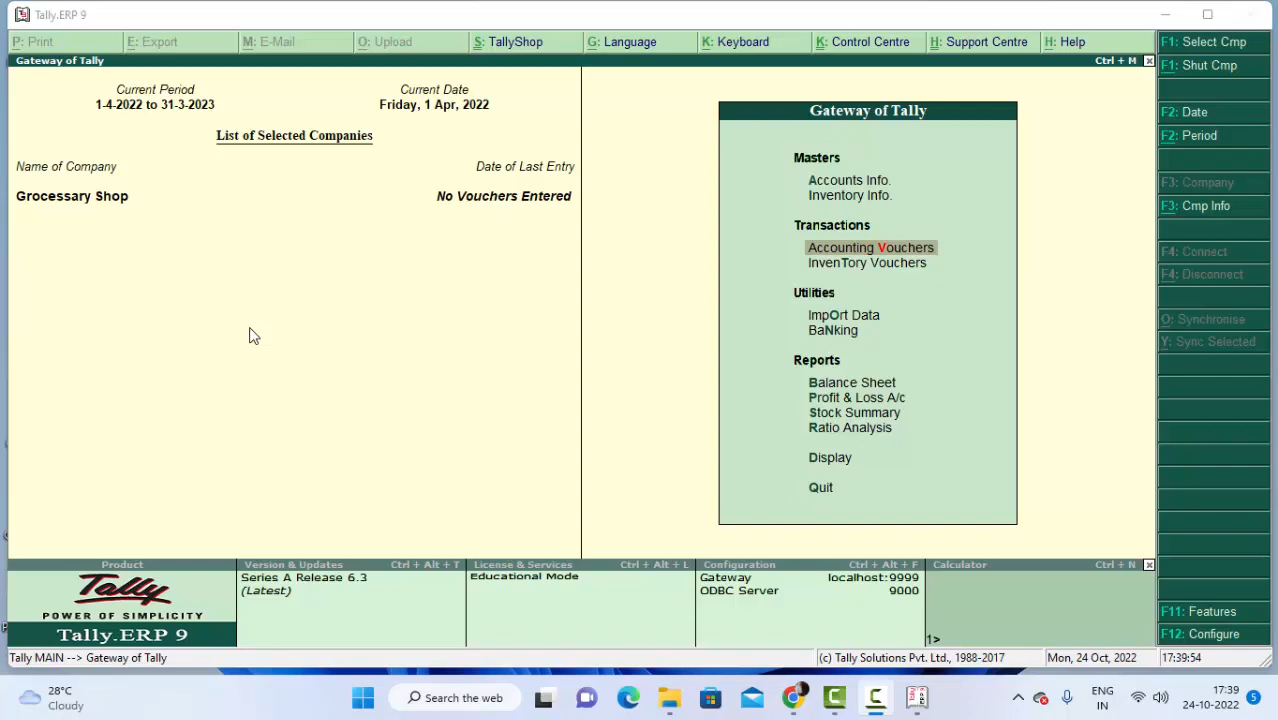 Tally.ERP 9
P: Print E: Export M: E-Mail O: Upload S: TallyShop G: Language K: Keyboard K: Control Centre H: Support Centre H: Help
Gateway of Tally Ctrl + M
Current Period Current Date
1-4-2022 to 31-3-2023 Friday, 1 Apr, 2022
List of Selected Companies
Name of Company Date of Last Entry
Grocessary Shop No Vouchers Entered
Gateway of Tally
Masters
Accounts Info.
Inventory Info.
Transactions
Accounting Vouchers
InvenTory Vouchers
Utilities
ImpOrt Data
BaNking
Reports
Balance Sheet
Profit & Loss A/c
Stock Summary
Ratio Analysis
Display
Quit
F1: Select Cmp
F1: Shut Cmp
F2: Date
F2: Period
F3: Company
F3: Cmp Info
F4: Connect
F4: Disconnect
O: Synchronise
Y: Sync Selected
F11: Features
F12: Configure
Product
Tally
POWER OF SIMPLICITY
Tally.ERP 9
Version & Updates Ctrl + Alt + T
Series A Release 6.3
(Latest)
License & Services Ctrl + Alt + L
Educational Mode
Configuration Ctrl + Alt + F
Gateway localhost:9999
ODBC Server 9000
Calculator Ctrl + N
1>
Tally MAIN --> Gateway of Tally (c) Tally Solutions Pvt. Ltd., 1988-2017 Mon, 24 Oct, 2022 17:39:54
28°C
Cloudy
Search the web
ENG
IN
17:39
24-10-2022
5